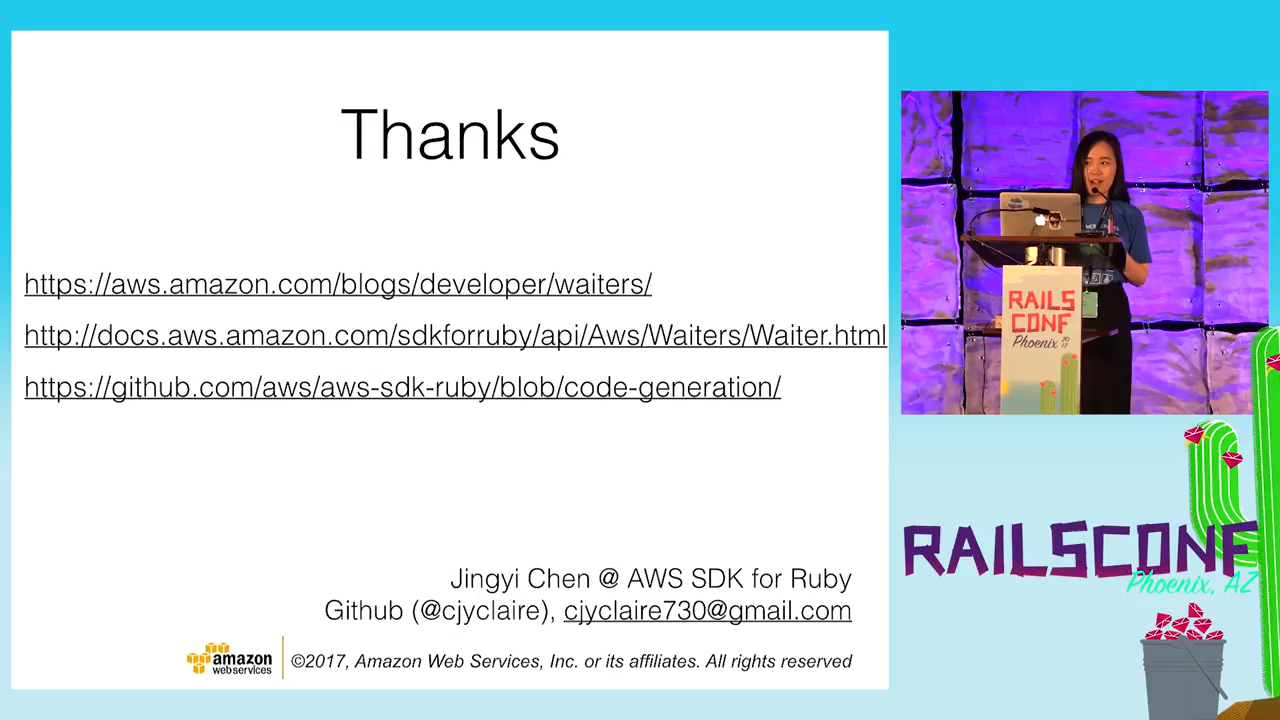 Thanks
https://aws.amazon.com/blogs/developer/waiters/
http://docs.aws.amazon.com/sdkforruby/api/Aws/Waiters/Waiter.html
https://github.com/aws/aws-sdk-ruby/blob/code-generation/
Jingyi Chen @ AWS SDK for Ruby
Github (@cjyclaire), cjyclaire730@gmail.com
amazon
web services
©2017, Amazon Web Services, Inc. or its affiliates. All rights reserved
RAILS
CONF
Phoenix 2017
RAILSCONF
Phoenix, AZ